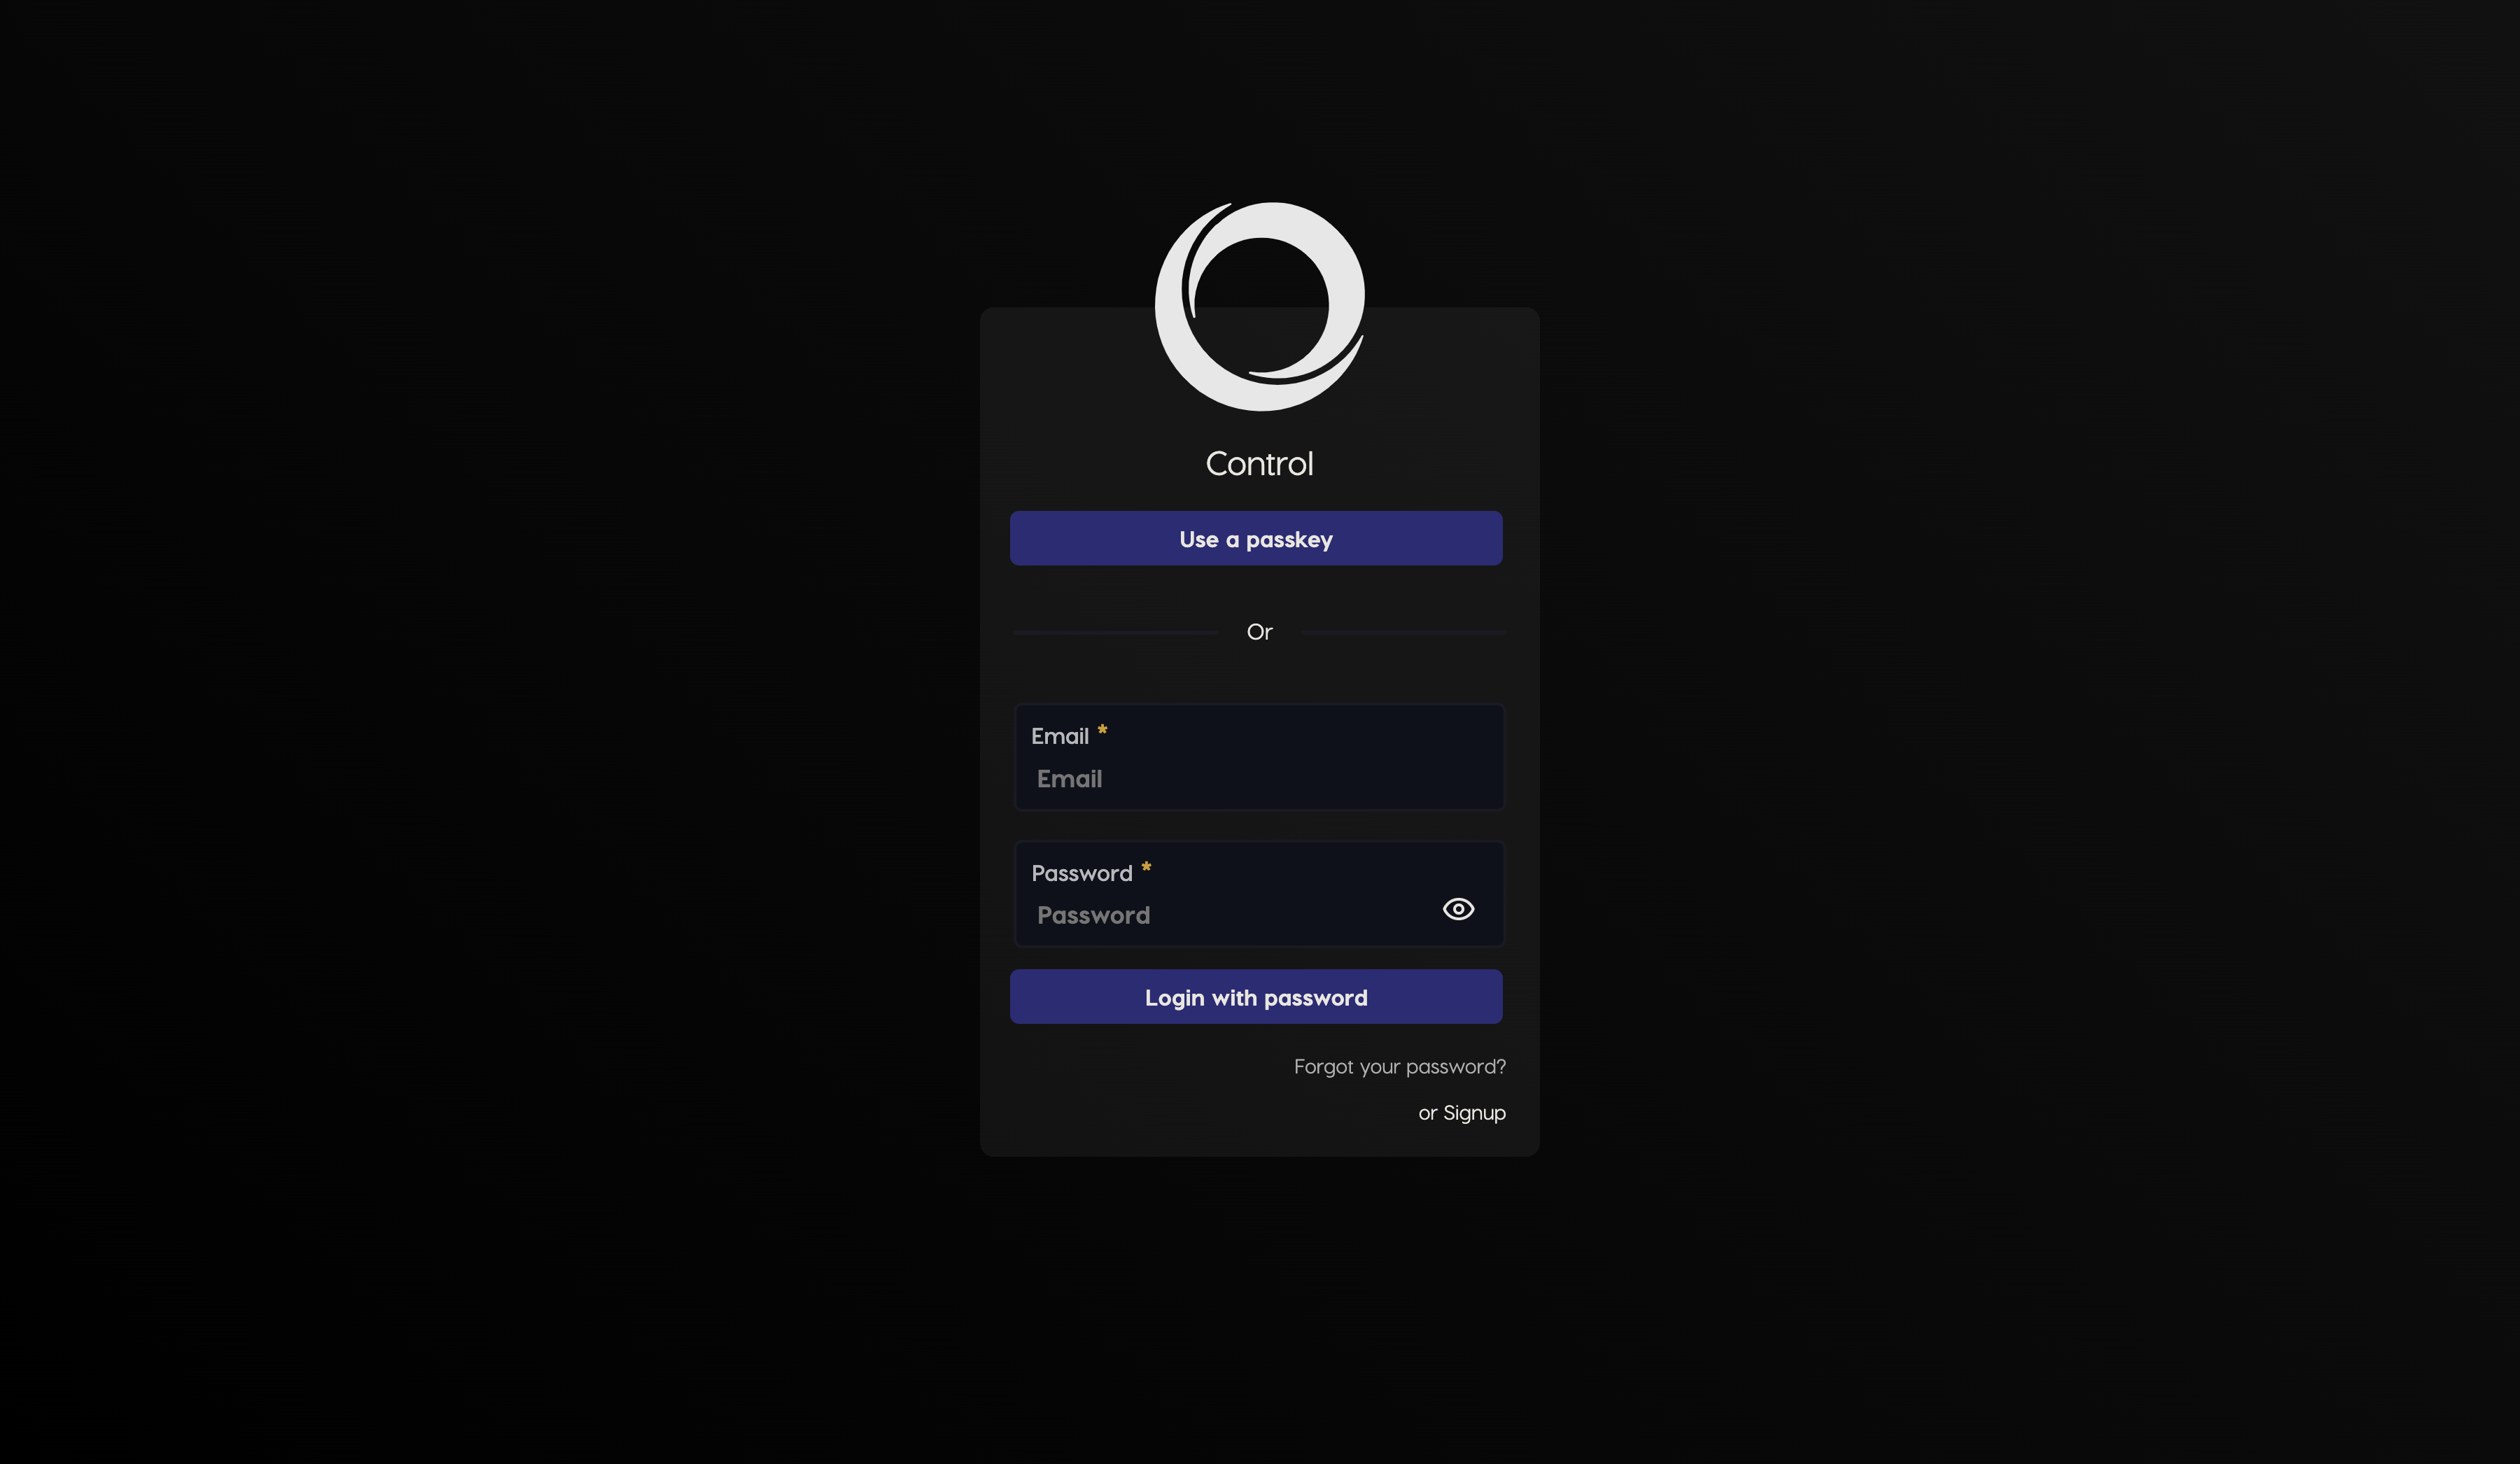 Control
Use a passkey
Or
Email *
Email
Password *
Password
Login with password
Forgot your password?
or Signup